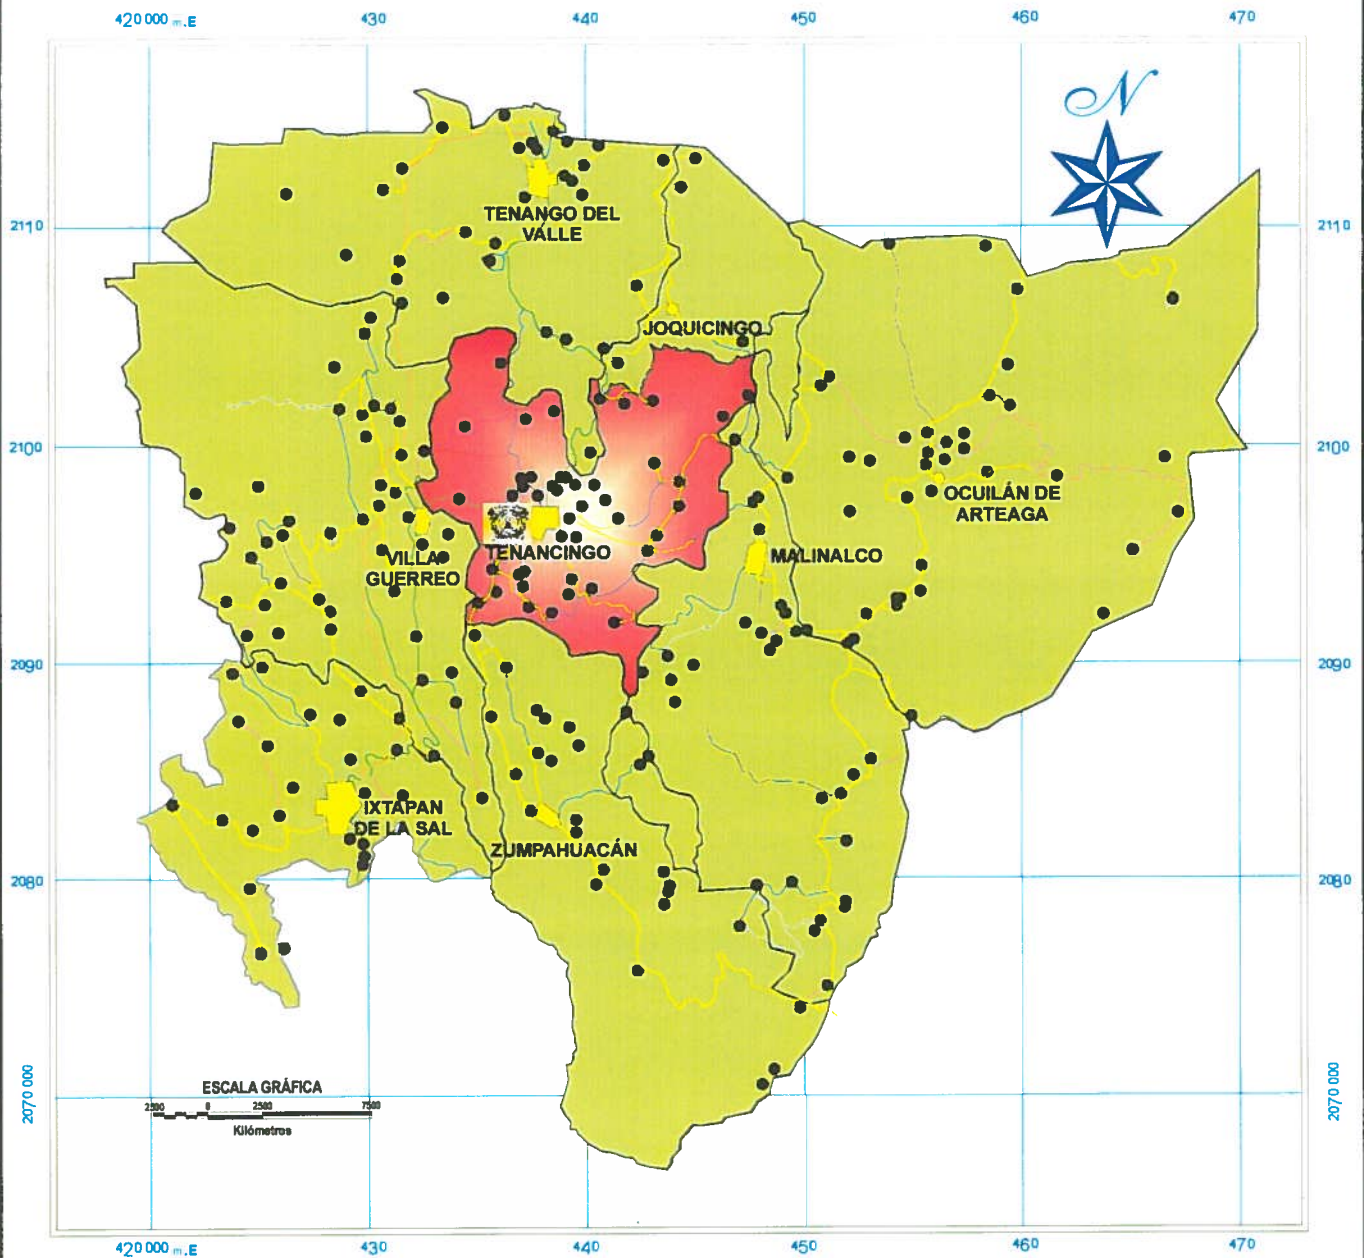 420 000 m.E
430
440
450
460
470
N
2110
2110
TENANGO DEL
VALLE
JOQUICINGO
2100
2100
OCUILÁN DE
ARTEAGA
TENANCINGO
MALINALCO
VILLA
GUERREO
2090
2090
IXTAPAN
DE LA SAL
ZUMPAHUACÁN
2080
2080
2070 000
2070 000
ESCALA GRÁFICA
2500 0 2500 7500
Kilómetros
420 000 m.E
430
440
450
460
470